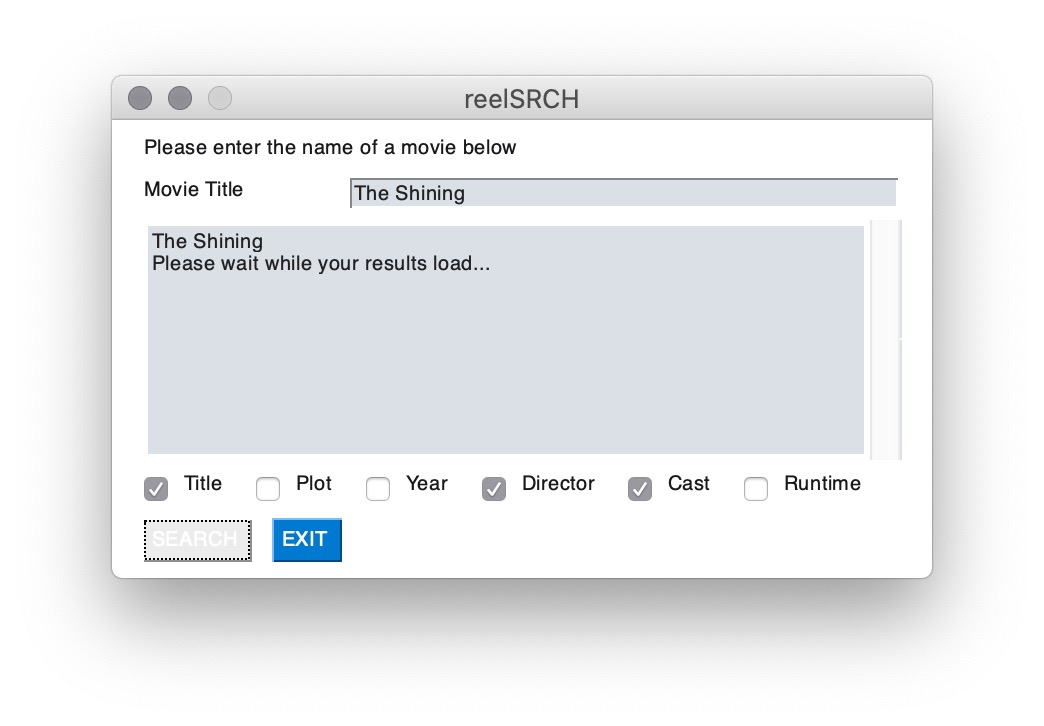 reelSRCH
Please enter the name of a movie below
Movie Title The Shining
The Shining
Please wait while your results load...
Title Plot Year Director Cast Runtime
SEARCH EXIT